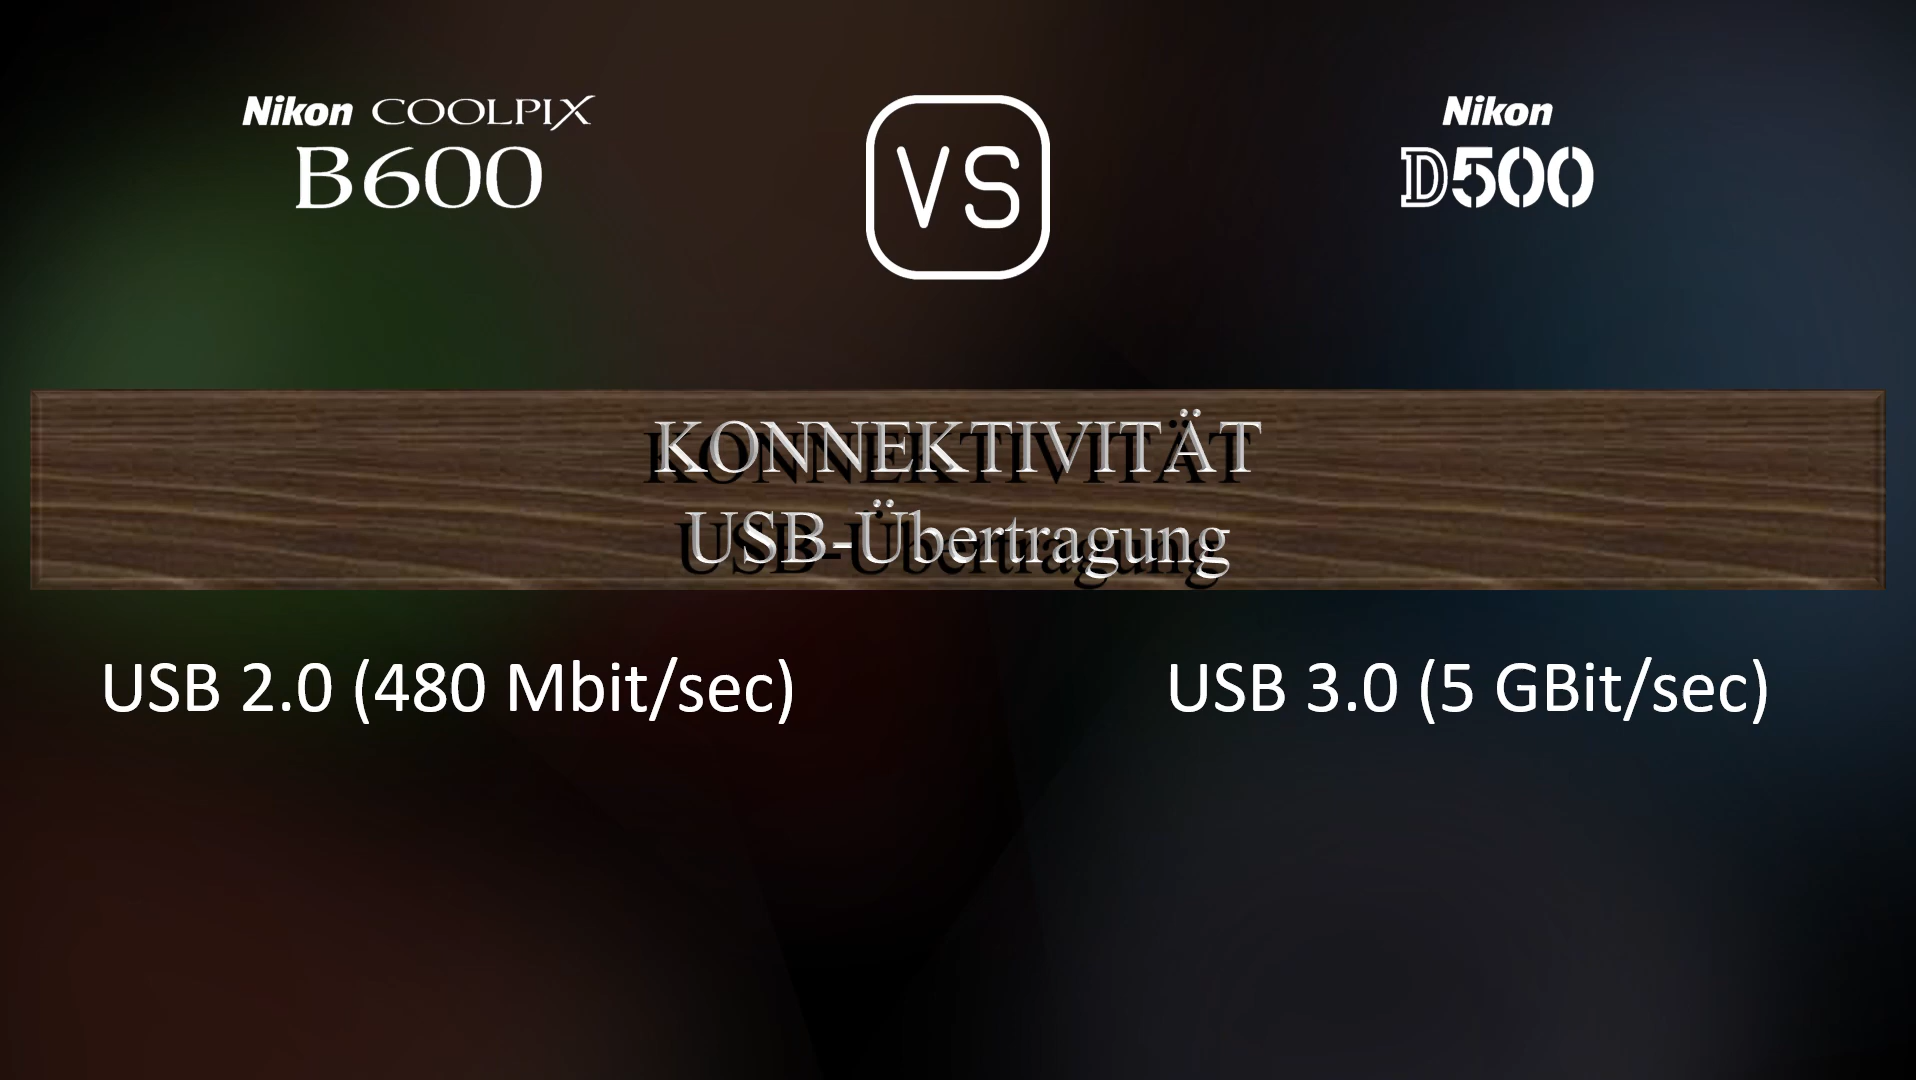 Nikon COOLPIX
B600
VS
Nikon
D500
KONNEKTIVITÄT
USB-Übertragung
USB 2.0 (480 Mbit/sec)
USB 3.0 (5 GBit/sec)